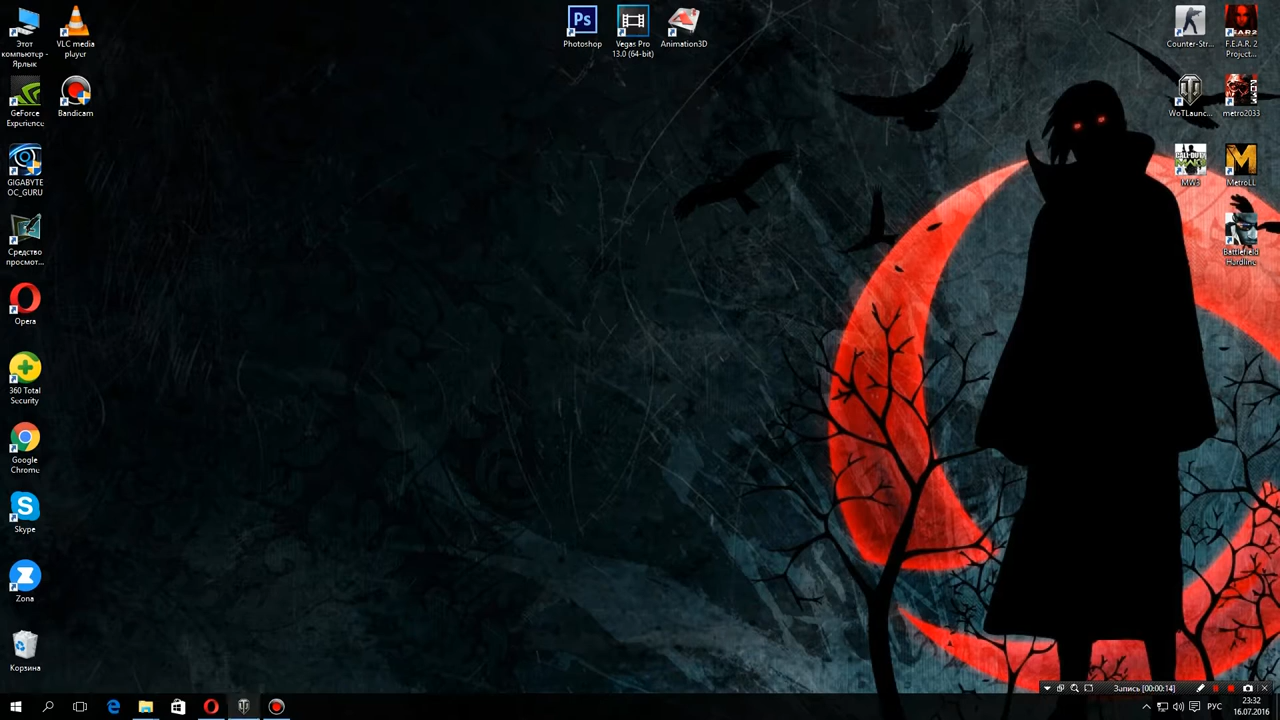 Этот
компьютер -
Ярлык
VLC media
player
GeForce
Experience
Bandicam
GIGABYTE
OC_GURU
Средство
просмот...
Opera
360 Total
Security
Google
Chrome
Skype
Zona
Корзина
Ps
Photoshop
Vegas Pro
13.0 (64-bit)
Animation3D
Counter-Str...
F.E.A.R. 2
Project...
WoTLaunc...
metro2033
MW3
MetroLL
Battlefield
Hardline
Запись [00:00:14]
РУС
23:32
16.07.2016